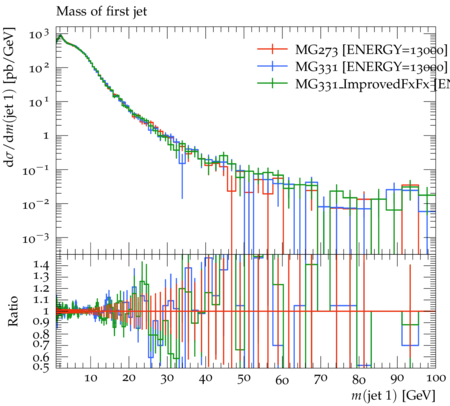 Mass of first jet
dσ/dm(jet 1) [pb/GeV]
10³
10²
10¹
1
10⁻¹
10⁻²
10⁻³
MG273 [ENERGY=13000]
MG331 [ENERGY=13000]
MG331.ImprovedFxFx [EN
Ratio
1.4
1.3
1.2
1.1
1
0.9
0.8
0.7
0.6
0.5
10 20 30 40 50 60 70 80 90 100
m(jet 1) [GeV]